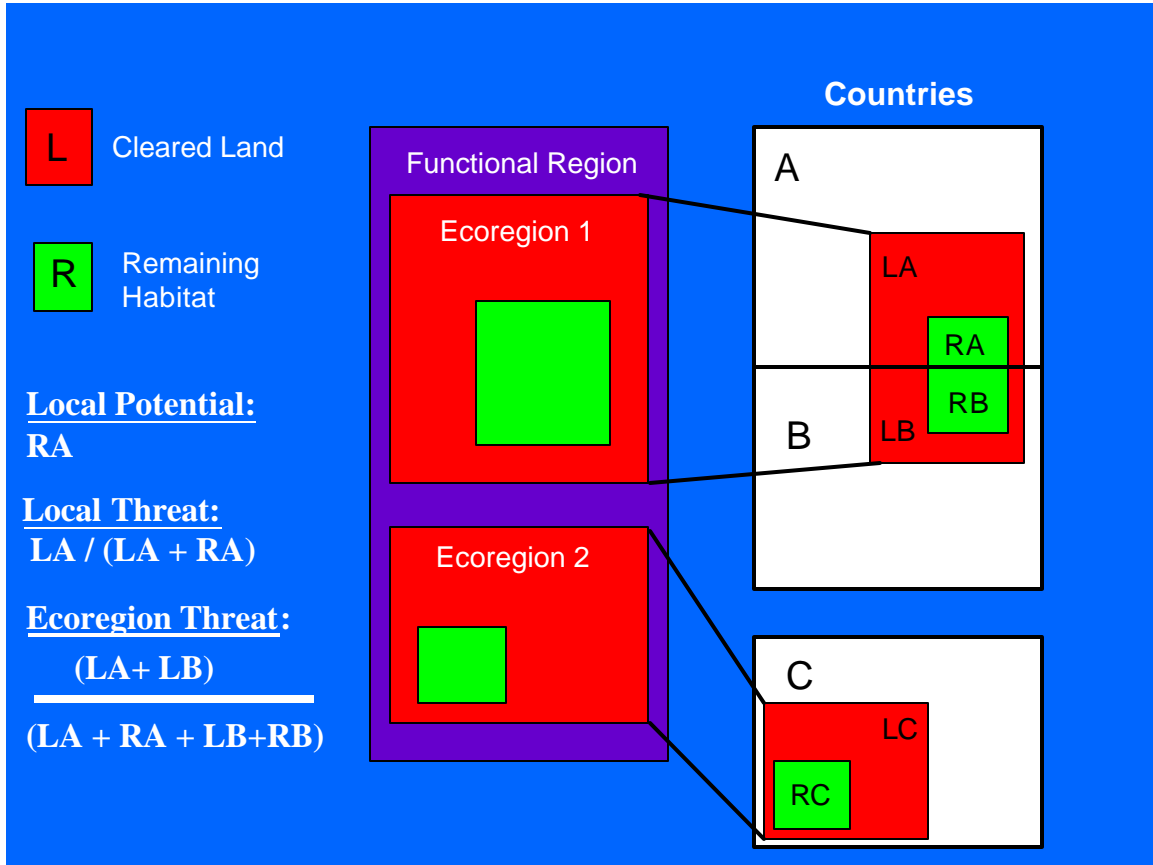 L
Cleared Land
R
Remaining
Habitat
Local Potential:
RA
Local Threat:
LA / (LA + RA)
Ecoregion Threat:
(LA+ LB)
(LA + RA + LB+RB)
Functional Region
Ecoregion 1
Ecoregion 2
Countries
A
LA
RA
RB
B
LB
C
LC
RC